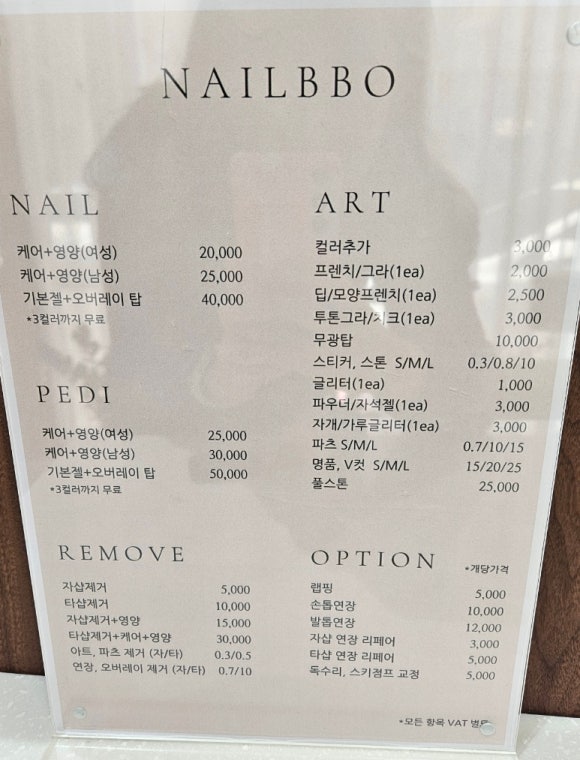 NAILBBO
NAIL
케어+영양(여성) 20,000
케어+영양(남성) 25,000
기본젤+오버레이 탑 40,000
*3컬러까지 무료
PEDI
케어+영양(여성) 25,000
케어+영양(남성) 30,000
기본젤+오버레이 탑 50,000
*3컬러까지 무료
REMOVE
자샵제거 5,000
타샵제거 10,000
자샵제거+영양 15,000
타샵제거+케어+영양 30,000
아트, 파츠 제거 (자/타) 0.3/0.5
연장, 오버레이 제거 (자/타) 0.7/10
ART
컬러추가 3,000
프렌치/그라(1ea) 2,000
딥/모양프렌치(1ea) 2,500
투톤그라/치크(1ea) 3,000
무광탑 10,000
스티커, 스톤 S/M/L 0.3/0.8/10
글리터(1ea) 1,000
파우더/자석젤(1ea) 3,000
자개/가루글리터(1ea) 3,000
파츠 S/M/L 0.7/10/15
명품, V컷 S/M/L 15/20/25
풀스톤 25,000
OPTION *개당가격
랩핑 5,000
손톱연장 10,000
발톱연장 12,000
자샵 연장 리페어 3,000
타샵 연장 리페어 5,000
독수리, 스키점프 교정 5,000
*모든 항목 VAT